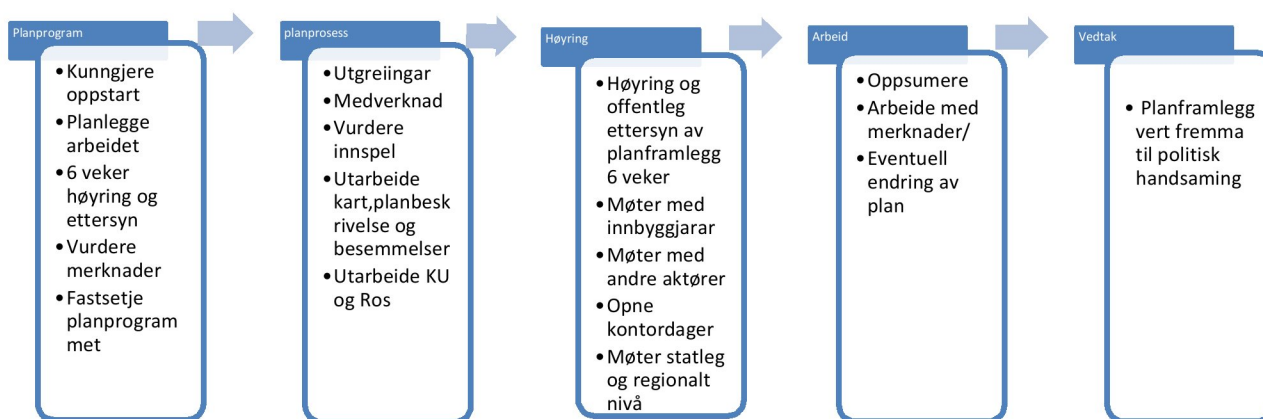 Planprogram
• Kunngjere
oppstart
• Planlegge
arbeidet
• 6 veker
høyring og
ettersyn
• Vurdere
merknader
• Fastsetje
planprogram
met
planprosess
• Utgreiingar
• Medverknad
• Vurdere
innspel
• Utarbeide
kart,planbesk
rivelse og
besemmelser
• Utarbeide KU
og Ros
Høyring
• Høyring og
offentleg
ettersyn av
planframlegg
6 veker
• Møter med
innbyggjarar
• Møter med
andre aktører
• Opne
kontordager
• Møter statleg
og regionalt
nivå
Arbeid
• Oppsumere
• Arbeide med
merknader/
• Eventuell
endring av
plan
Vedtak
• Planframlegg
vert fremma
til politisk
handsaming